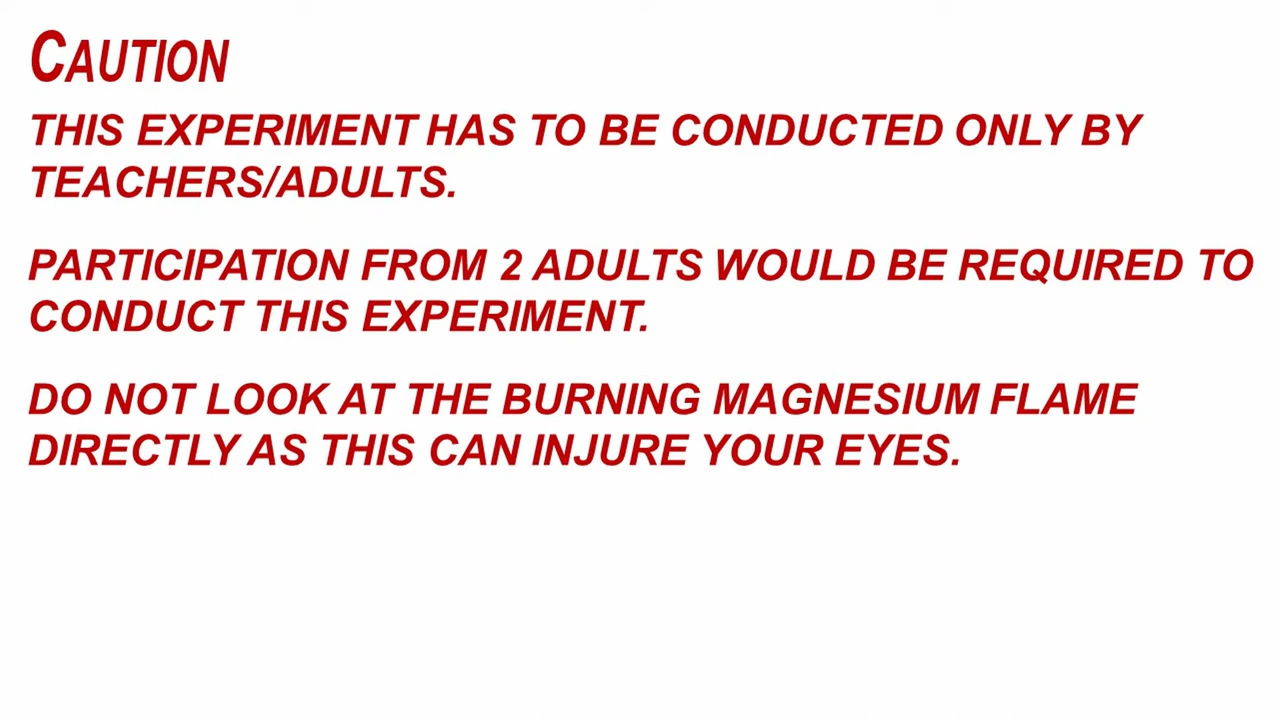 CAUTION
THIS EXPERIMENT HAS TO BE CONDUCTED ONLY BY
TEACHERS/ADULTS.
PARTICIPATION FROM 2 ADULTS WOULD BE REQUIRED TO
CONDUCT THIS EXPERIMENT.
DO NOT LOOK AT THE BURNING MAGNESIUM FLAME
DIRECTLY AS THIS CAN INJURE YOUR EYES.